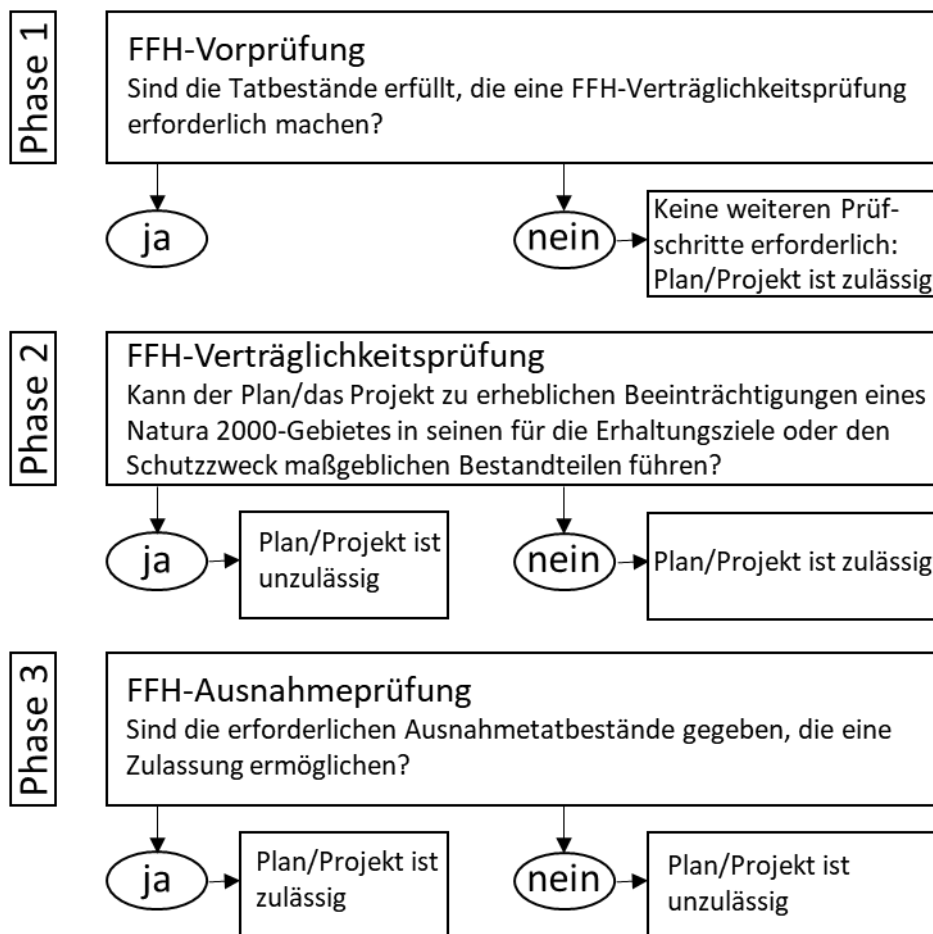 Phase 1
FFH-Vorprüfung
Sind die Tatbestände erfüllt, die eine FFH-Verträglichkeitsprüfung
erforderlich machen?
ja
nein
Keine weiteren Prüf-
schritte erforderlich:
Plan/Projekt ist zulässig
Phase 2
FFH-Verträglichkeitsprüfung
Kann der Plan/das Projekt zu erheblichen Beeinträchtigungen eines
Natura 2000-Gebietes in seinen für die Erhaltungsziele oder den
Schutzzweck maßgeblichen Bestandteilen führen?
ja
Plan/Projekt ist
unzulässig
nein
Plan/Projekt ist zulässig
Phase 3
FFH-Ausnahmeprüfung
Sind die erforderlichen Ausnahmetatbestände gegeben, die eine
Zulassung ermöglichen?
ja
Plan/Projekt ist
zulässig
nein
Plan/Projekt ist
unzulässig